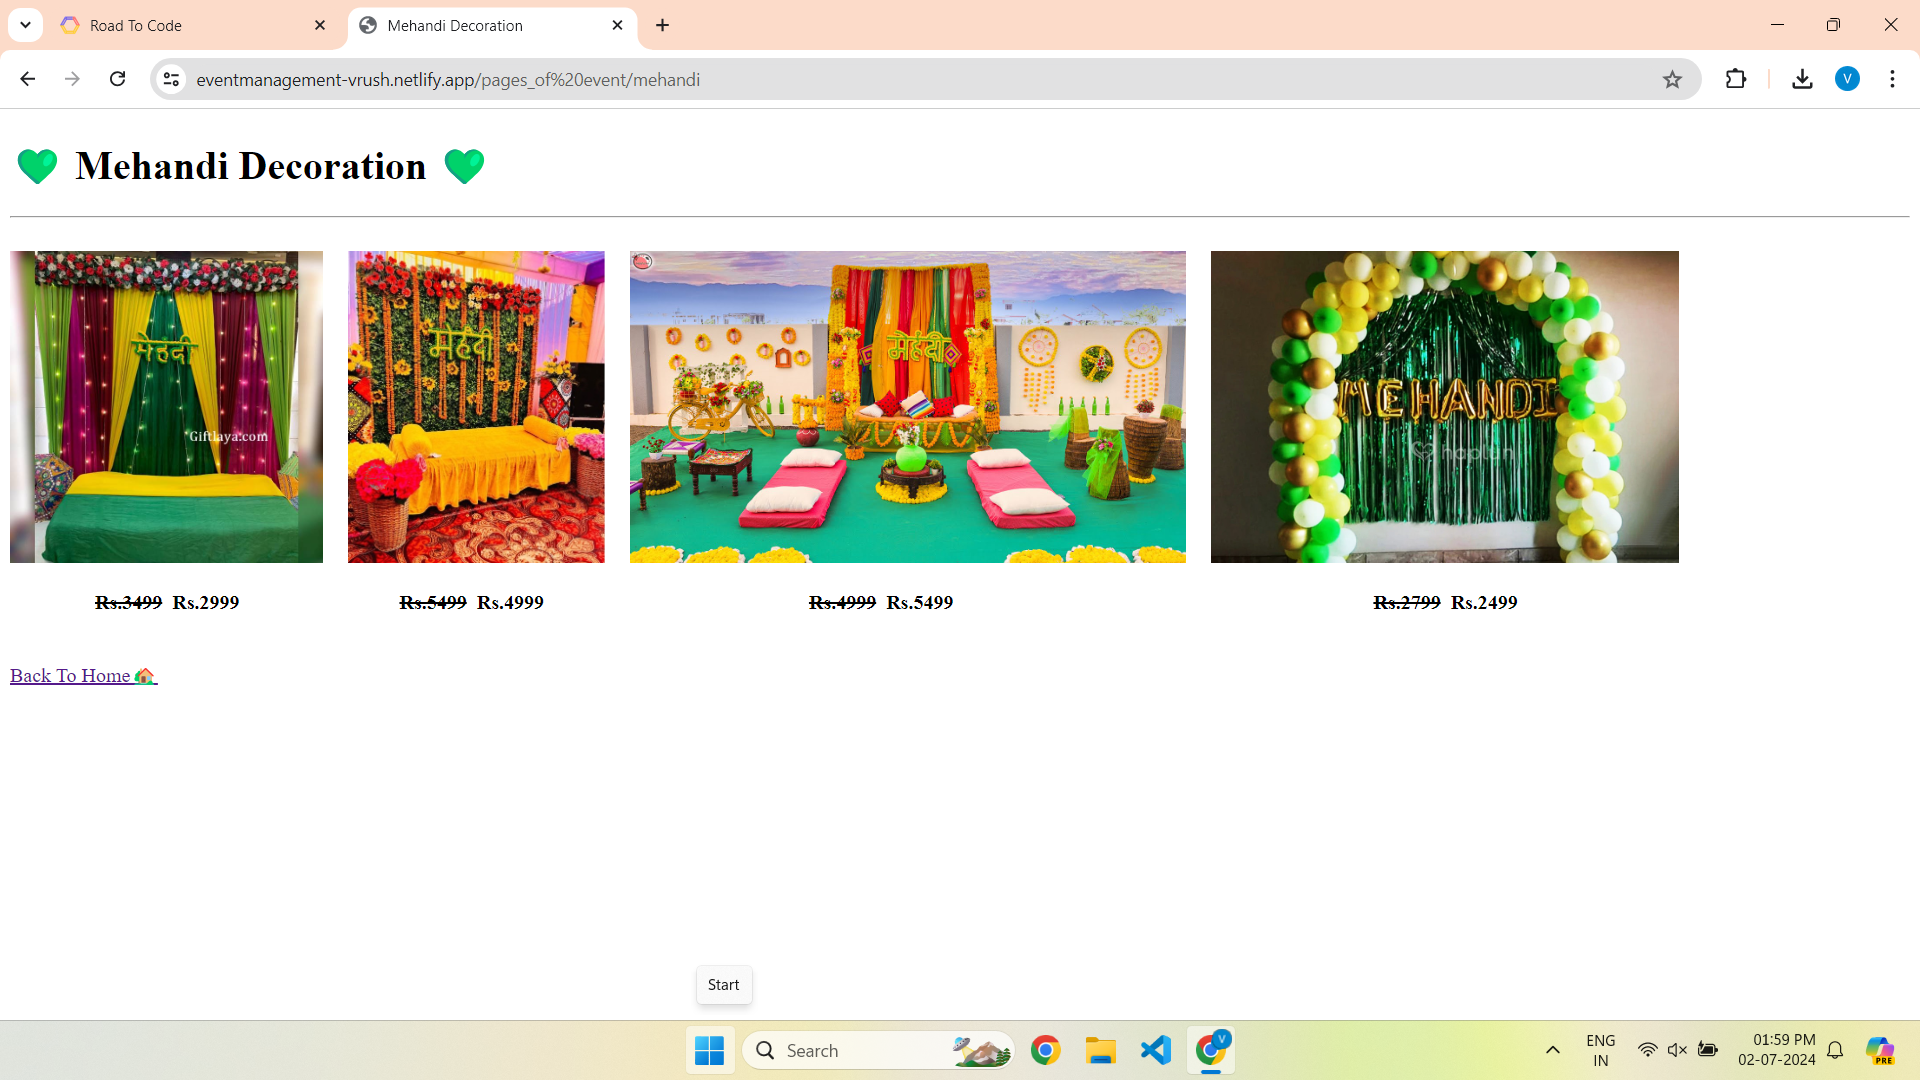 Road To Code
Mehandi Decoration
eventmanagement-vrush.netlify.app/pages_of%20event/mehandi
V
💚 Mehandi Decoration 💚
मेहंदी
Giftlaya.com
मेहंदी
मेहंदी
MEHANDI
haplun
Rs.3499 Rs.2999
Rs.5499 Rs.4999
Rs.4999 Rs.5499
Rs.2799 Rs.2499
Back To Home 🏠
Start
Search
V
ENG
IN
01:59 PM
02-07-2024
PRE